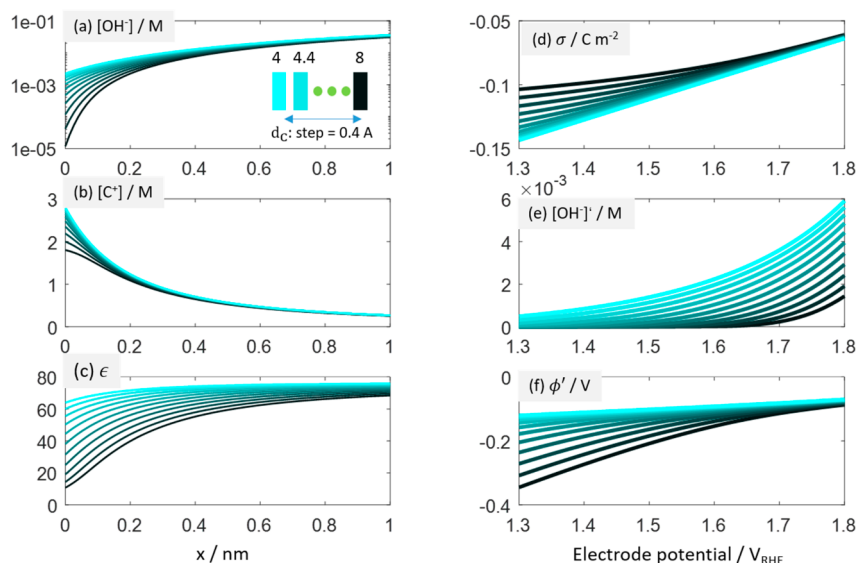 (a) [OH⁻] / M
1e-01
1e-03
1e-05
4 4.4 8
d_C: step = 0.4 A
0 0.2 0.4 0.6 0.8 1
(b) [C⁺] / M
3
2
1
0
0 0.2 0.4 0.6 0.8 1
(c) ϵ
80
60
40
20
0
0 0.2 0.4 0.6 0.8 1
x / nm
(d) σ / C m⁻²
-0.05
-0.1
-0.15
1.3 1.4 1.5 1.6 1.7 1.8
×10⁻³
(e) [OH⁻]' / M
6
4
2
0
1.3 1.4 1.5 1.6 1.7 1.8
(f) ϕ′ / V
0
-0.2
-0.4
1.3 1.4 1.5 1.6 1.7 1.8
Electrode potential / V_RHE